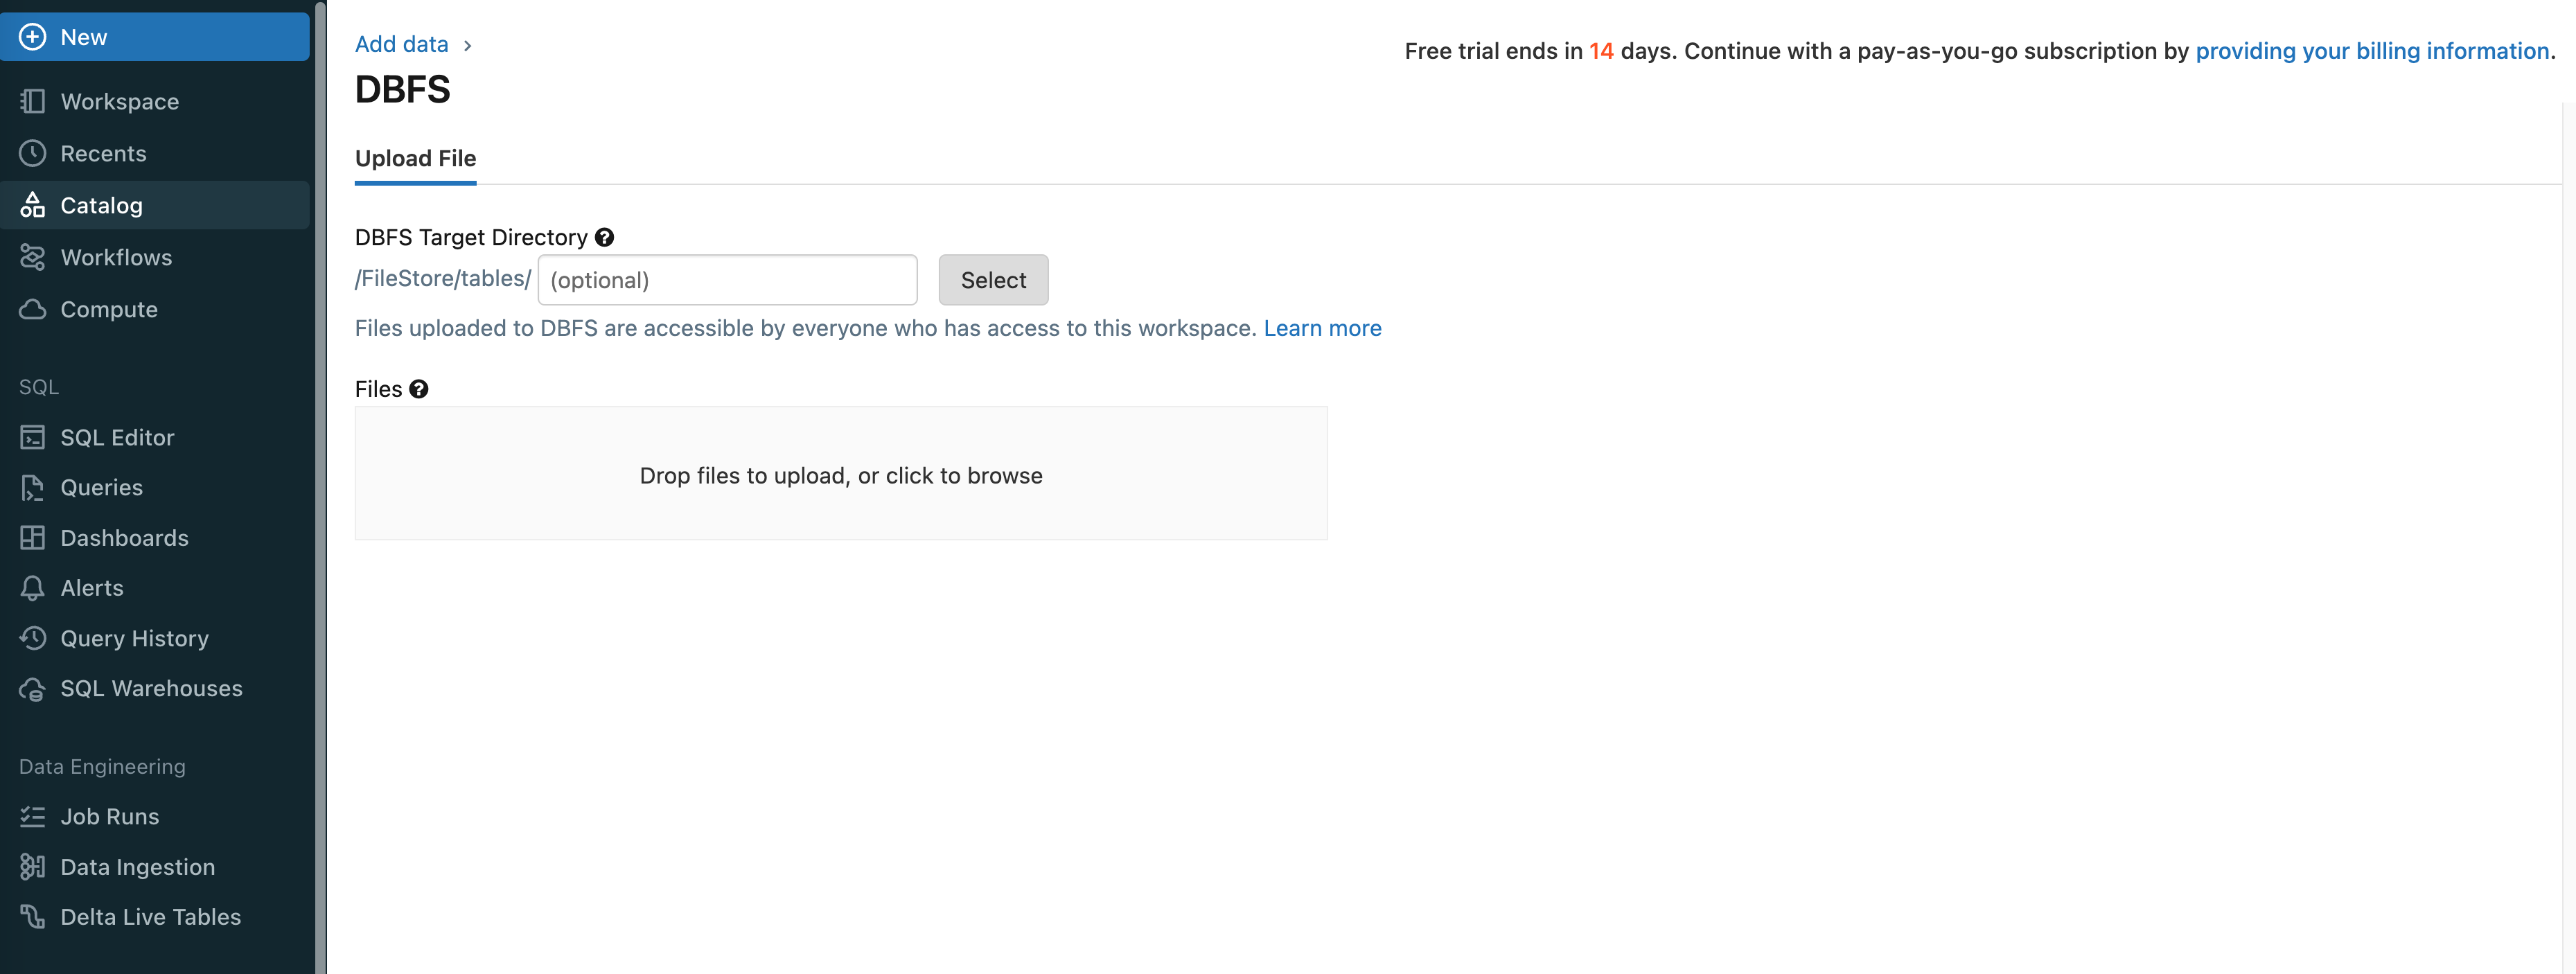 New
Workspace
Recents
Catalog
Workflows
Compute
SQL
SQL Editor
Queries
Dashboards
Alerts
Query History
SQL Warehouses
Data Engineering
Job Runs
Data Ingestion
Delta Live Tables
Add data ›
Free trial ends in 14 days. Continue with a pay-as-you-go subscription by providing your billing information.
DBFS
Upload File
DBFS Target Directory
/FileStore/tables/ (optional) Select
Files uploaded to DBFS are accessible by everyone who has access to this workspace. Learn more
Files
Drop files to upload, or click to browse